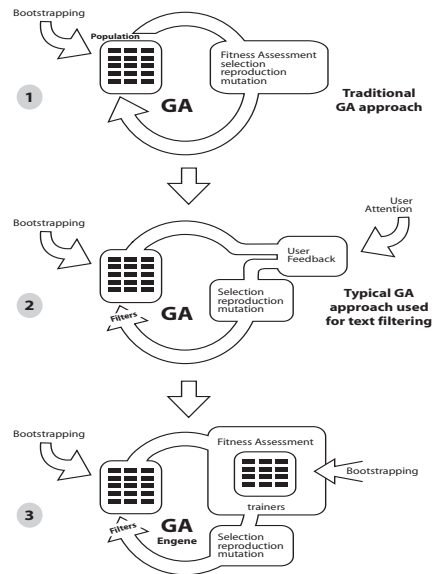 Bootstrapping
Population
Fitness Assessment
selection
reproduction
mutation
1
GA
Traditional
GA approach
Bootstrapping
User
Attention
User
Feedback
2
Filters
GA
Selection
reproduction
mutation
Typical GA
approach used
for text filtering
Bootstrapping
Fitness Assessment
Bootstrapping
trainers
3
Filters
GA
Engene
Selection
reproduction
mutation